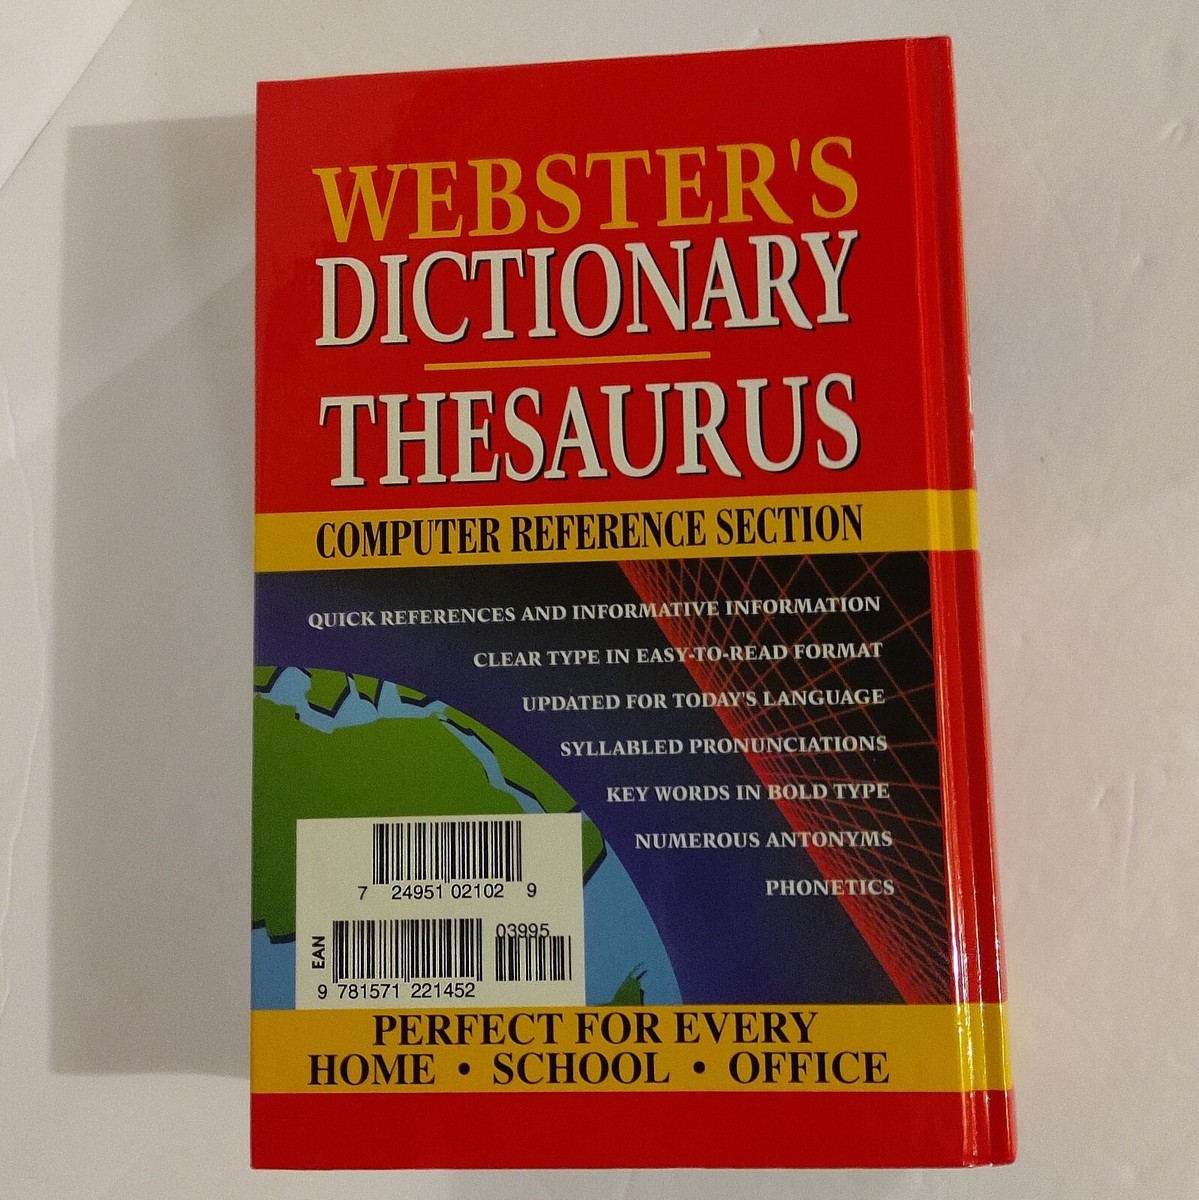 WEBSTER'S
DICTIONARY
THESAURUS
COMPUTER REFERENCE SECTION
QUICK REFERENCES AND INFORMATIVE INFORMATION
CLEAR TYPE IN EASY-TO-READ FORMAT
UPDATED FOR TODAY'S LANGUAGE
SYLLABLED PRONUNCIATIONS
KEY WORDS IN BOLD TYPE
NUMEROUS ANTONYMS
PHONETICS
7 24951 02102 9
03995
EAN
9 781571 221452
PERFECT FOR EVERY
HOME • SCHOOL • OFFICE